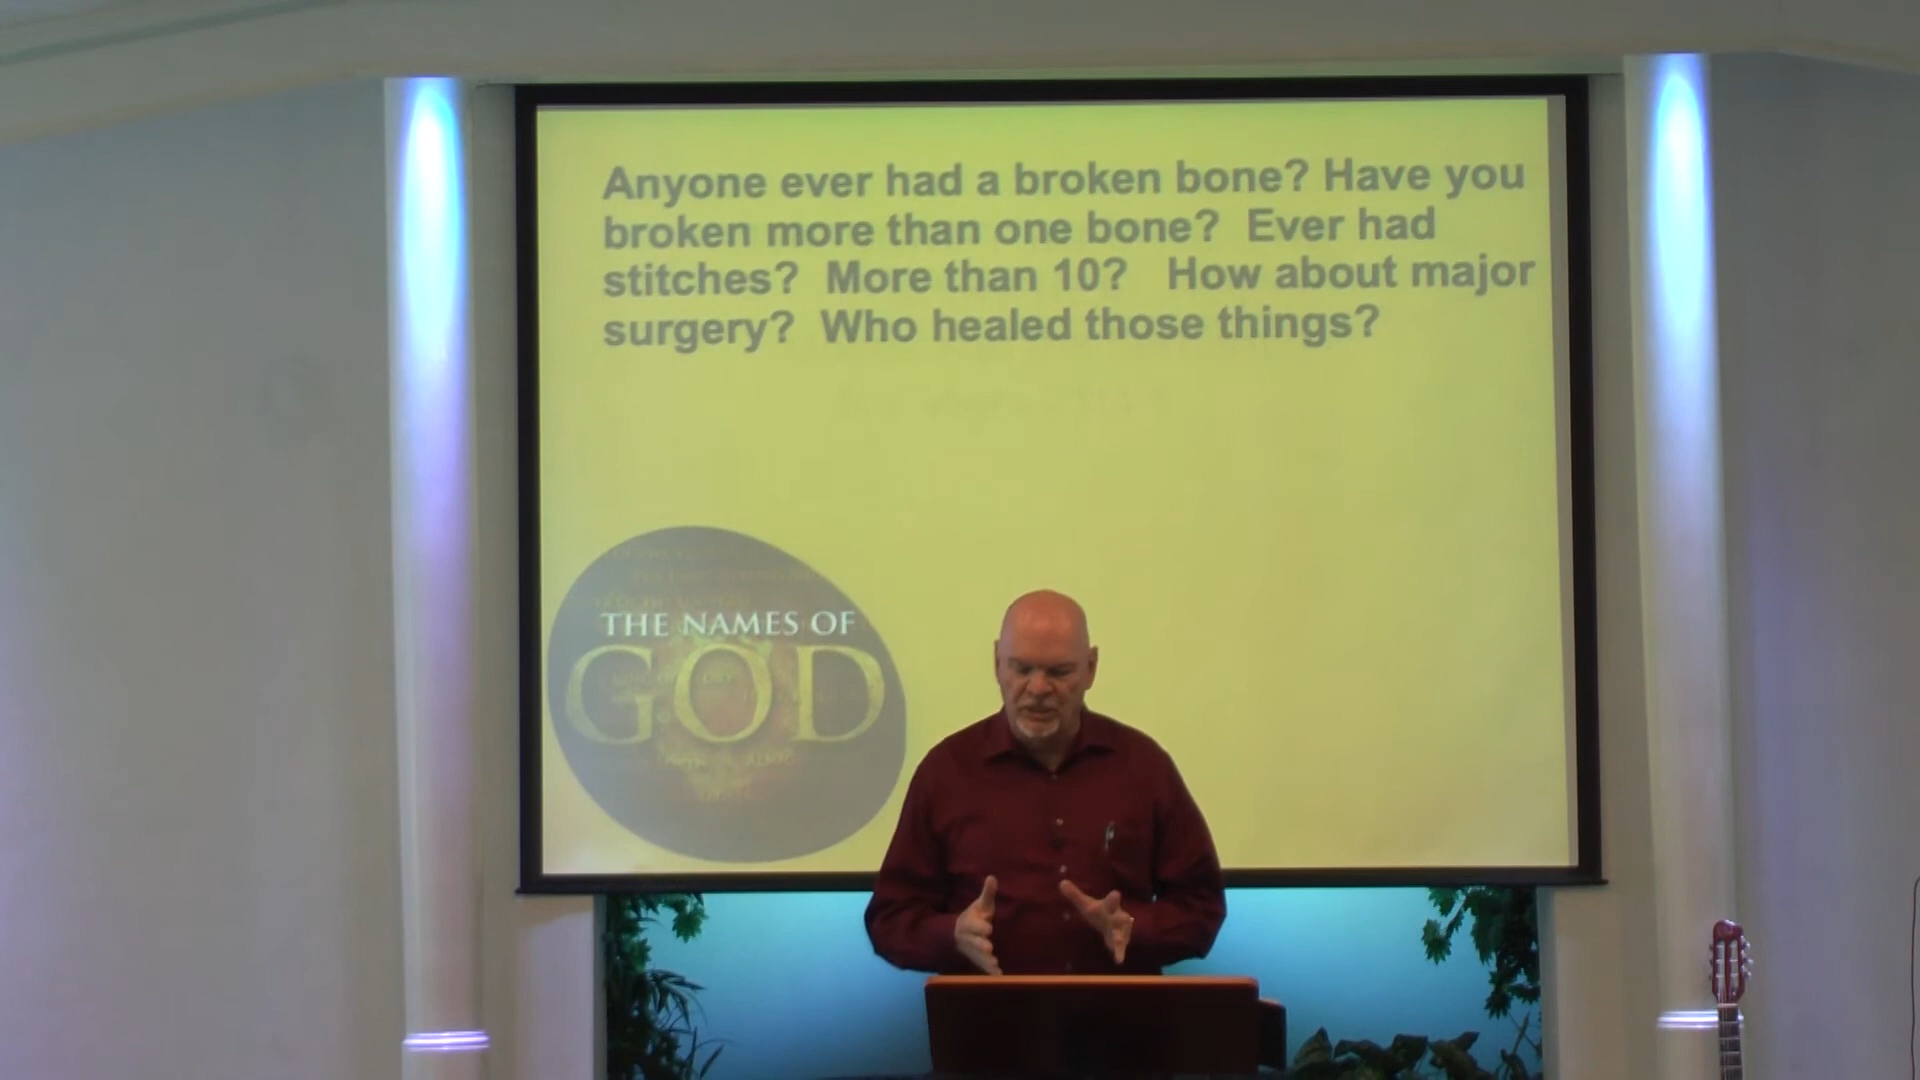 Anyone ever had a broken bone? Have you
broken more than one bone? Ever had
stitches? More than 10? How about major
surgery? Who healed those things?
THE NAMES OF
GOD